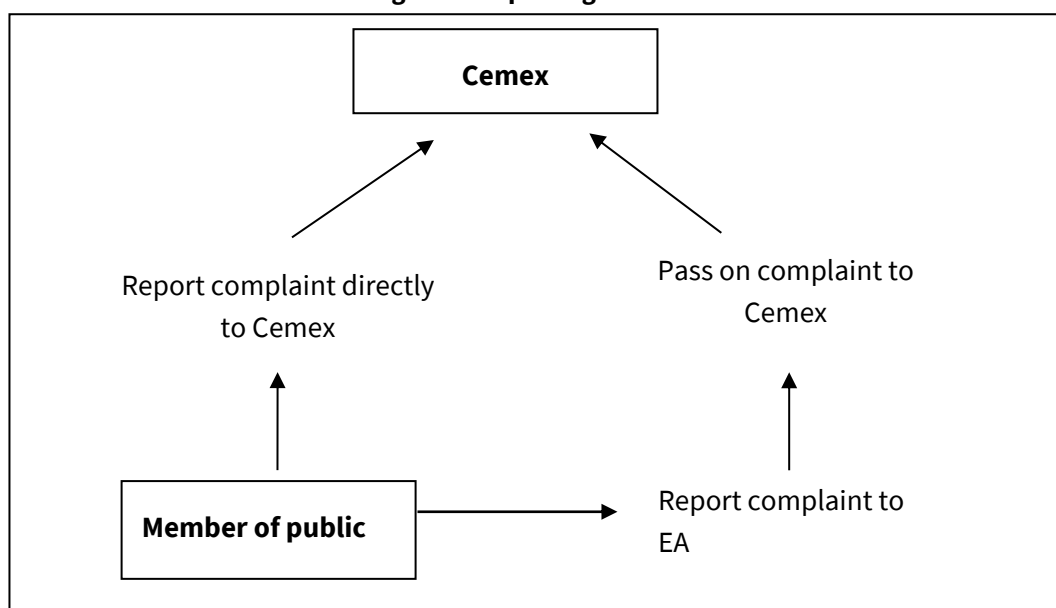 Cemex
Report complaint directly
to Cemex
Pass on complaint to
Cemex
Member of public
Report complaint to
EA